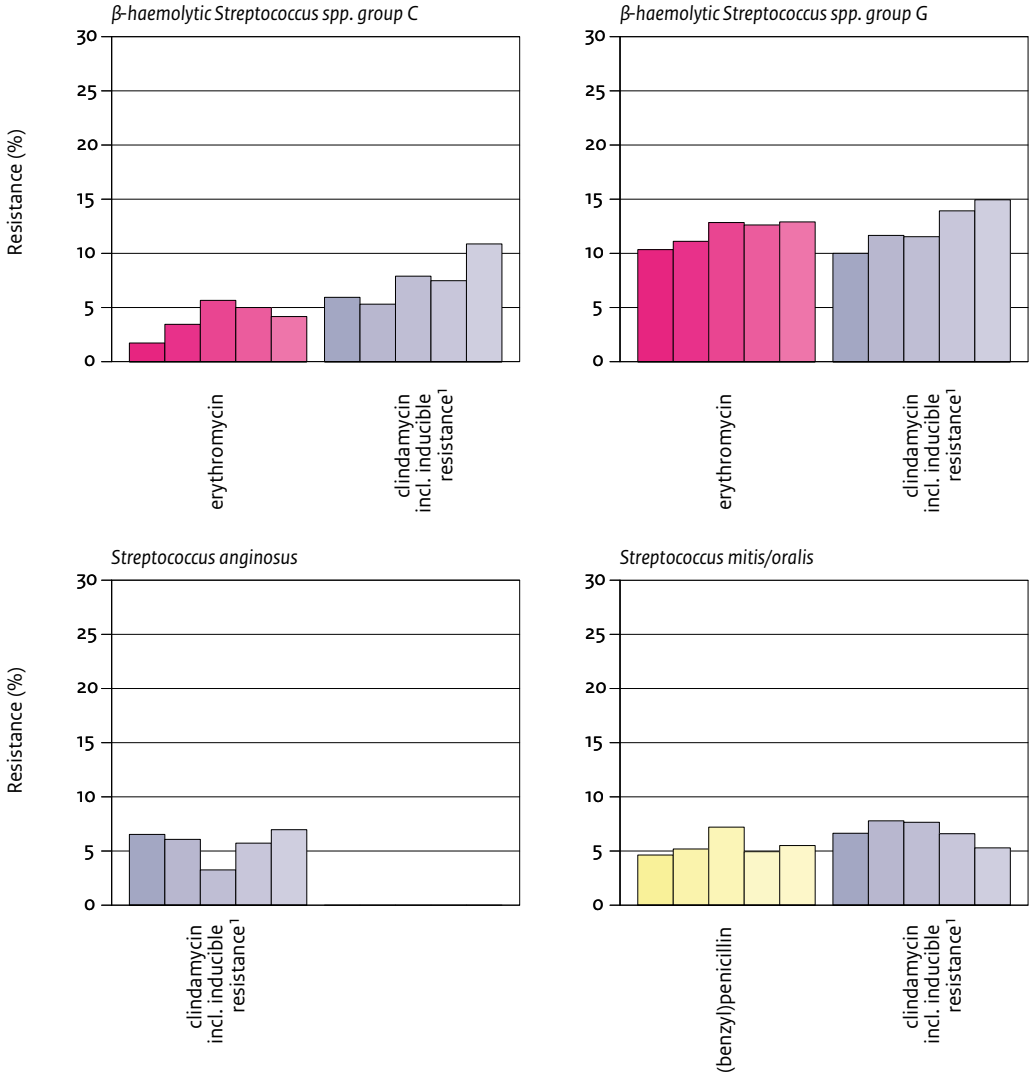 β-haemolytic Streptococcus spp. group C
30
25
20
15
10
5
0
Resistance (%)
erythromycin
clindamycin
incl. inducible
resistance¹
β-haemolytic Streptococcus spp. group G
30
25
20
15
10
5
0
erythromycin
clindamycin
incl. inducible
resistance¹
Streptococcus anginosus
30
25
20
15
10
5
0
Resistance (%)
clindamycin
incl. inducible
resistance¹
Streptococcus mitis/oralis
30
25
20
15
10
5
0
(benzyl)penicillin
clindamycin
incl. inducible
resistance¹